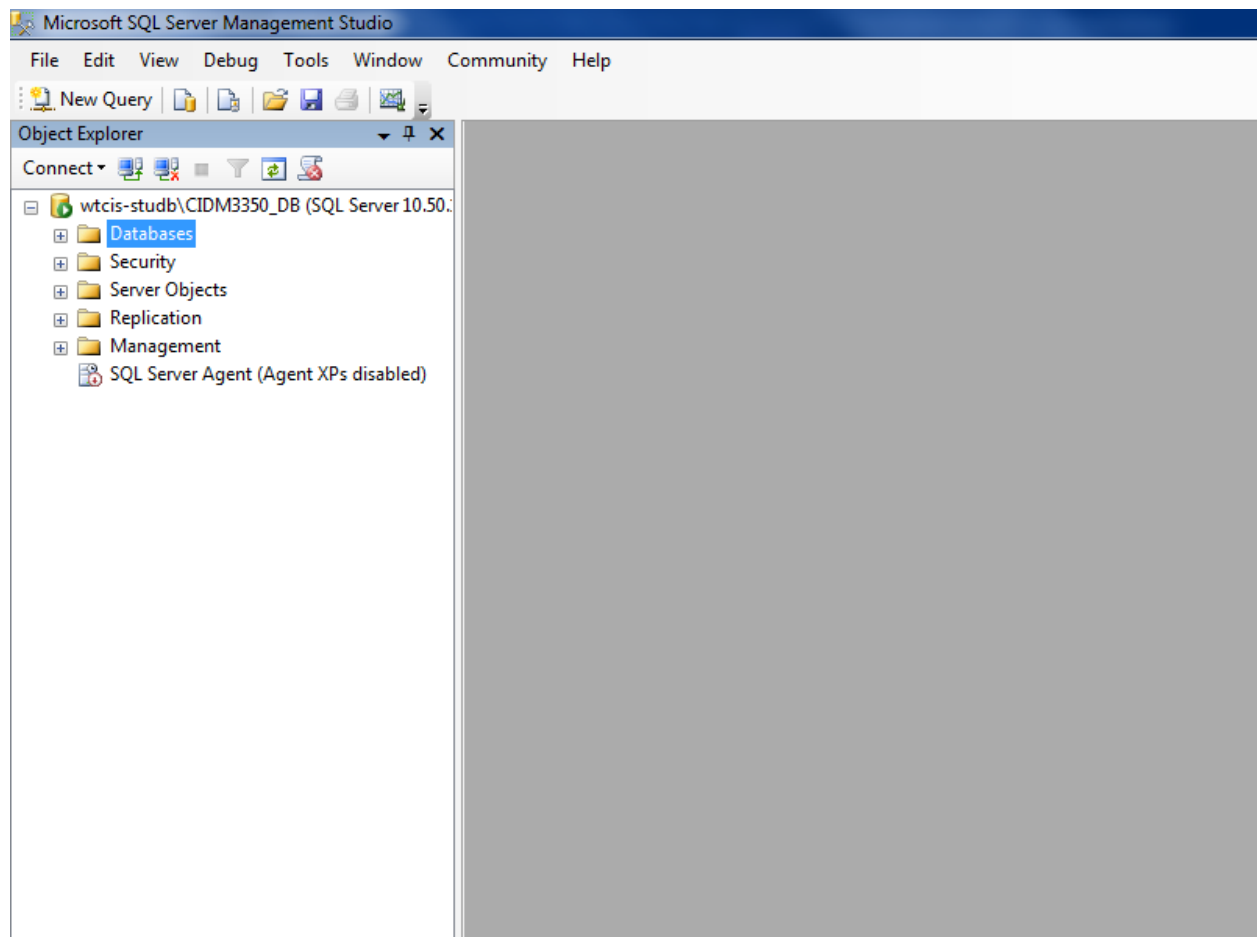 Microsoft SQL Server Management Studio
File Edit View Debug Tools Window Community Help
New Query
Object Explorer
Connect
wtcis-studb\CIDM3350_DB (SQL Server 10.50.
Databases
Security
Server Objects
Replication
Management
SQL Server Agent (Agent XPs disabled)